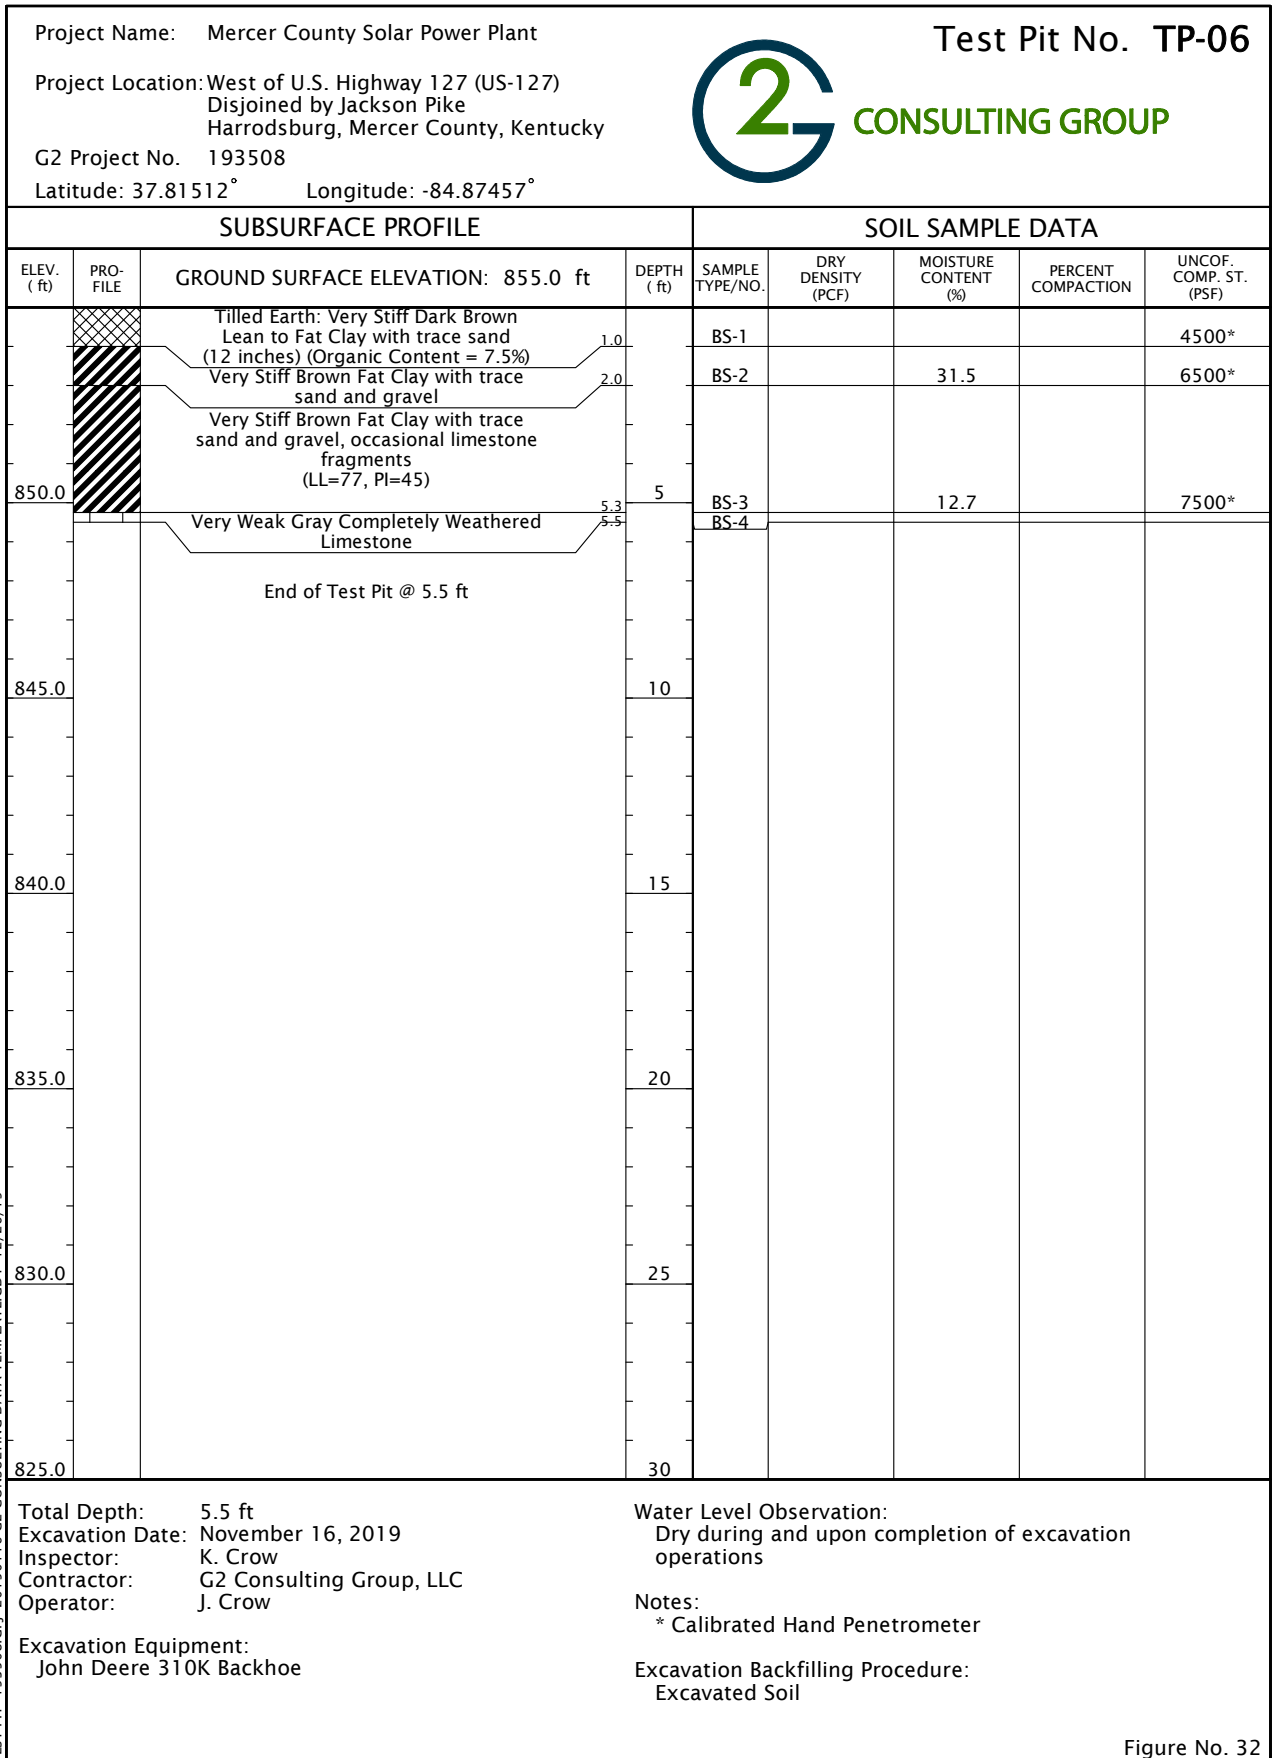 Project Name: Mercer County Solar Power Plant
Project Location: West of U.S. Highway 127 (US-127)
Disjoined by Jackson Pike
Harrodsburg, Mercer County, Kentucky
G2 Project No. 193508
Latitude: 37.81512° Longitude: -84.87457°
G2 CONSULTING GROUP
Test Pit No. TP-06
SUBSURFACE PROFILE
SOIL SAMPLE DATA
ELEV. (ft)
PRO-FILE
GROUND SURFACE ELEVATION: 855.0 ft
DEPTH (ft)
SAMPLE TYPE/NO.
DRY DENSITY (PCF)
MOISTURE CONTENT (%)
PERCENT COMPACTION
UNCOF. COMP. ST. (PSF)
Tilled Earth: Very Stiff Dark Brown
Lean to Fat Clay with trace sand
(12 inches) (Organic Content = 7.5%)
1.0
BS-1 4500*
Very Stiff Brown Fat Clay with trace
sand and gravel
2.0
BS-2 31.5 6500*
Very Stiff Brown Fat Clay with trace
sand and gravel, occasional limestone
fragments
(LL=77, PI=45)
850.0
5.3
5
BS-3 12.7 7500*
Very Weak Gray Completely Weathered
Limestone
5.5
BS-4
End of Test Pit @ 5.5 ft
845.0 10
840.0 15
835.0 20
830.0 25
825.0 30
Total Depth: 5.5 ft
Excavation Date: November 16, 2019
Inspector: K. Crow
Contractor: G2 Consulting Group, LLC
Operator: J. Crow
Excavation Equipment:
John Deere 310K Backhoe
Water Level Observation:
Dry during and upon completion of excavation
operations
Notes:
* Calibrated Hand Penetrometer
Excavation Backfilling Procedure:
Excavated Soil
Figure No. 32